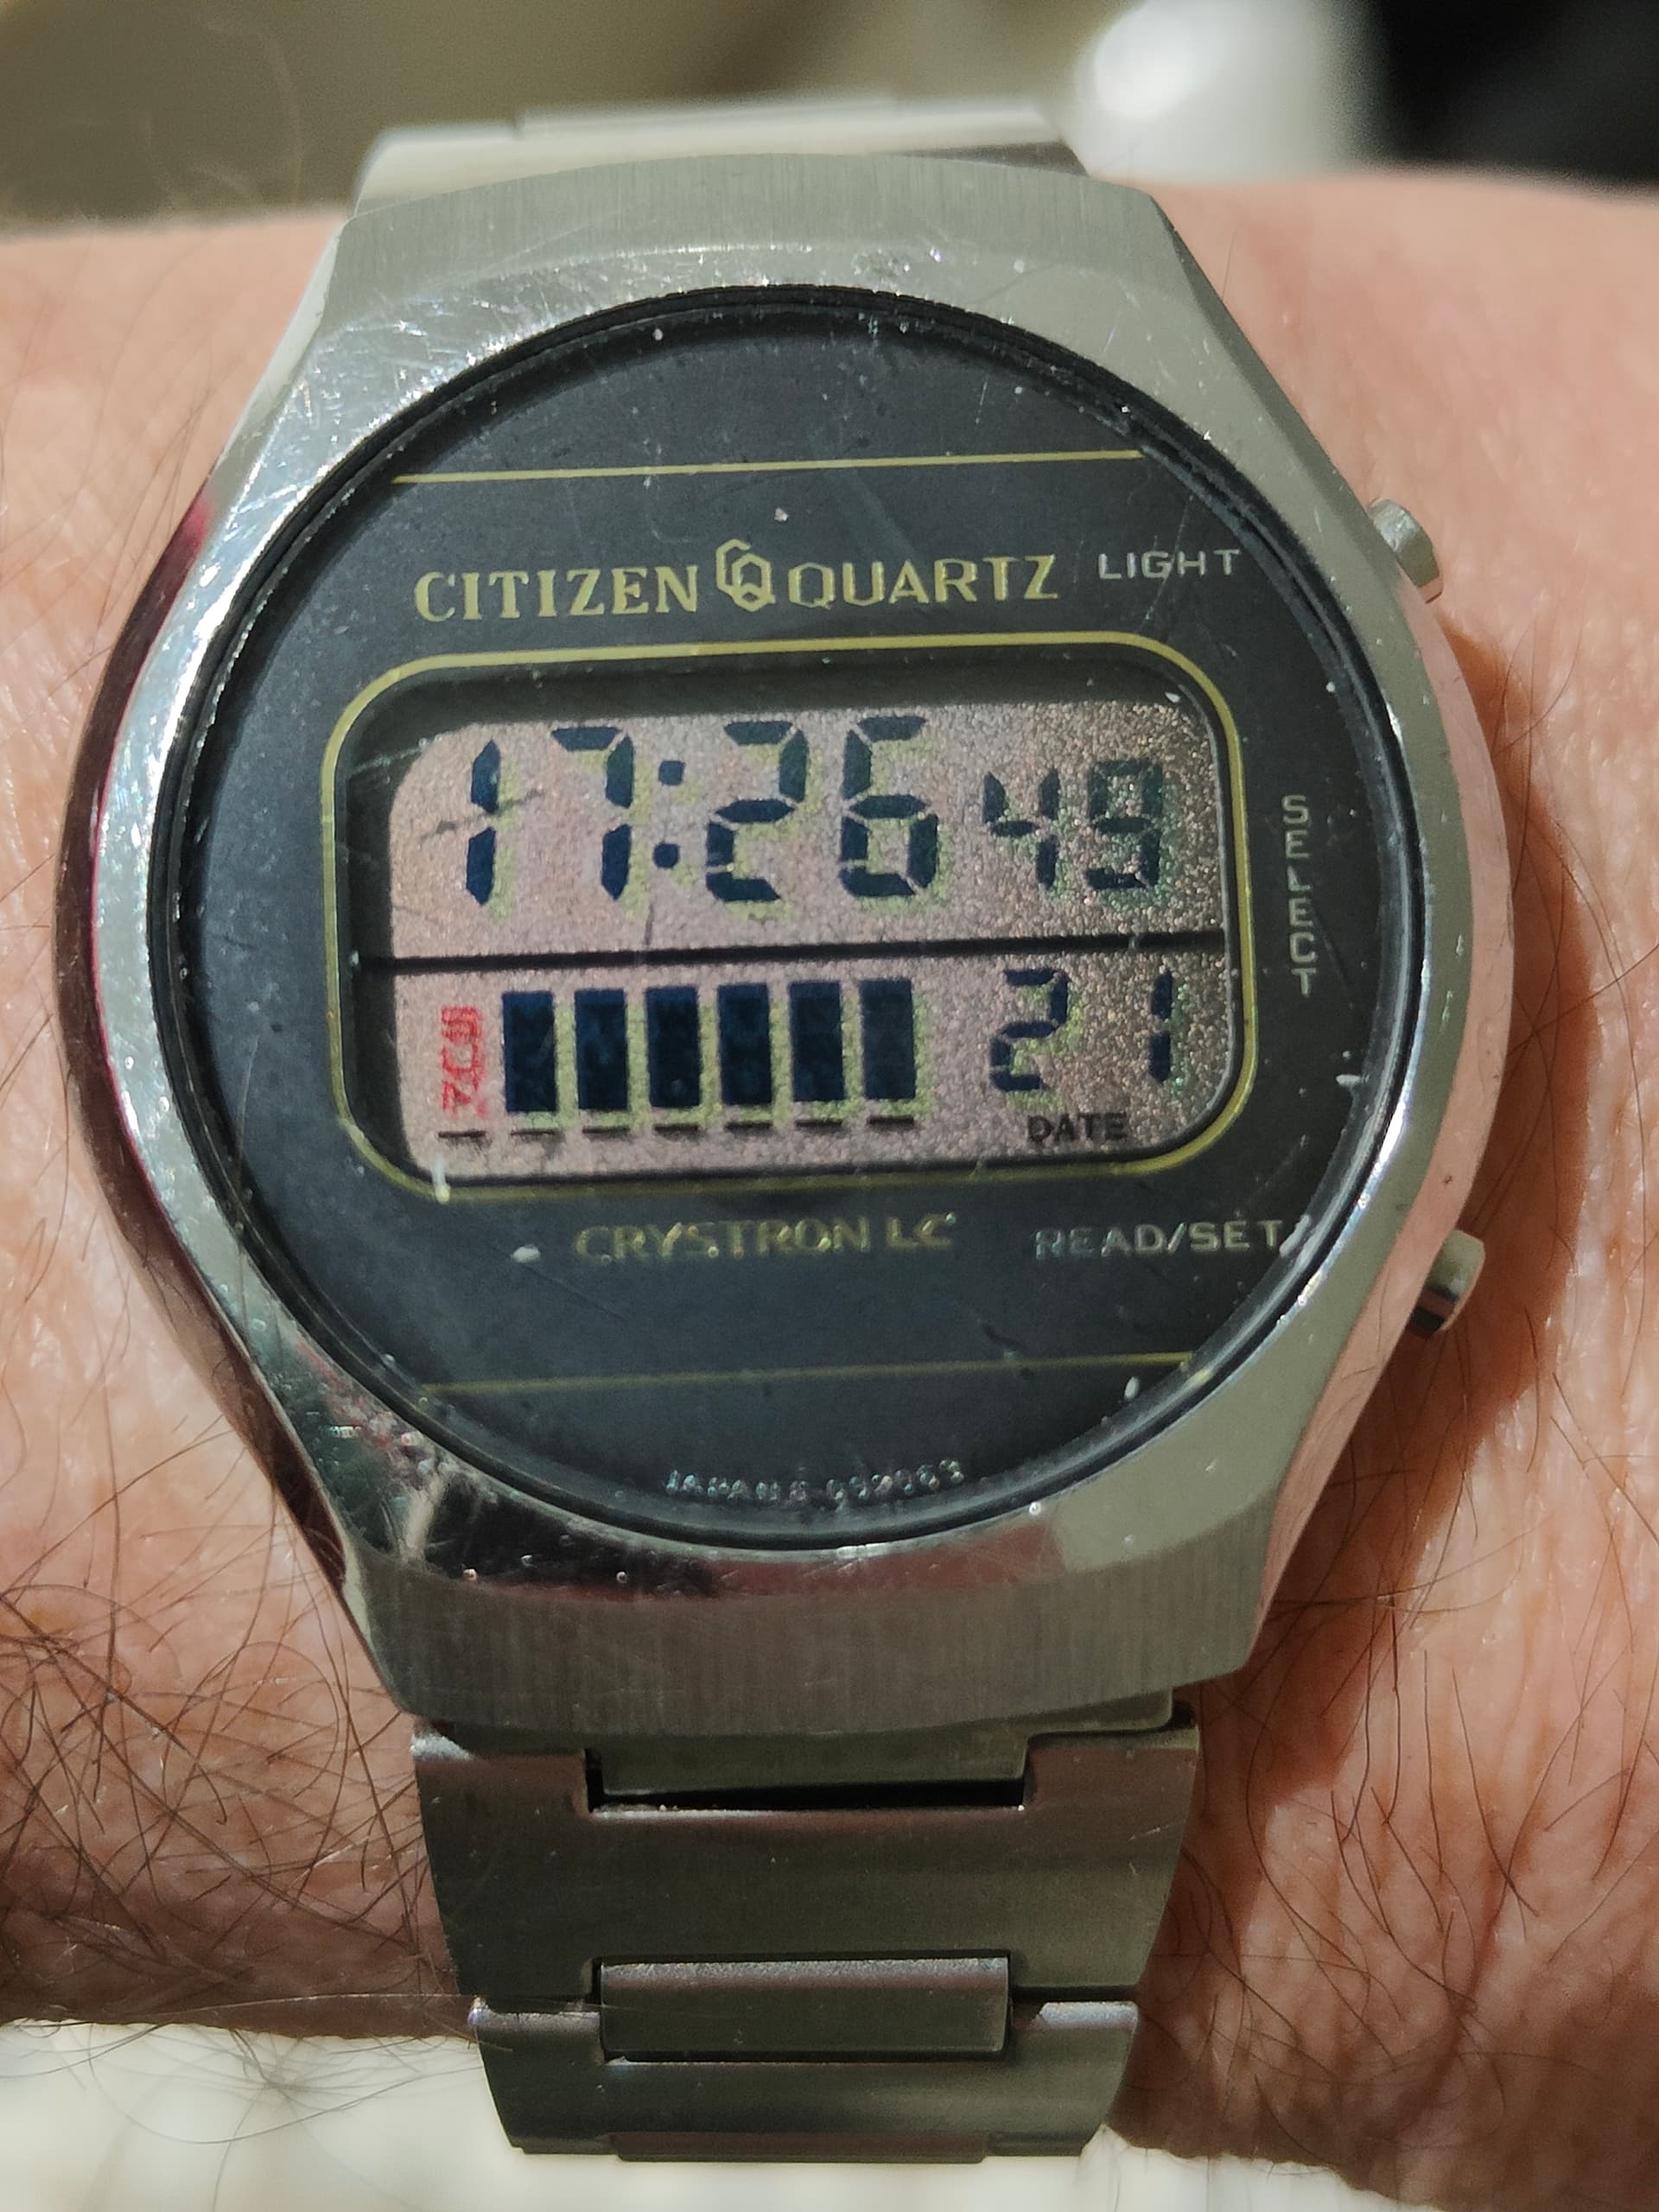 CITIZEN QUARTZ LIGHT
17:26 49
SELECT
SUN 21
DATE
CRYSTRON LC READ/SET